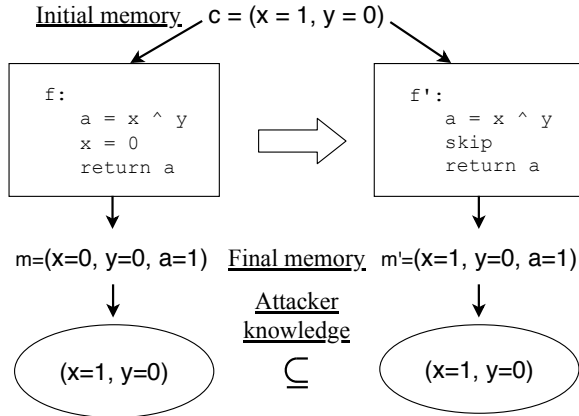 Initial memory c = (x = 1, y = 0)
f:
a = x ^ y
x = 0
return a
f':
a = x ^ y
skip
return a
m=(x=0, y=0, a=1) Final memory m'=(x=1, y=0, a=1)
Attacker
knowledge
(x=1, y=0) ⊆ (x=1, y=0)